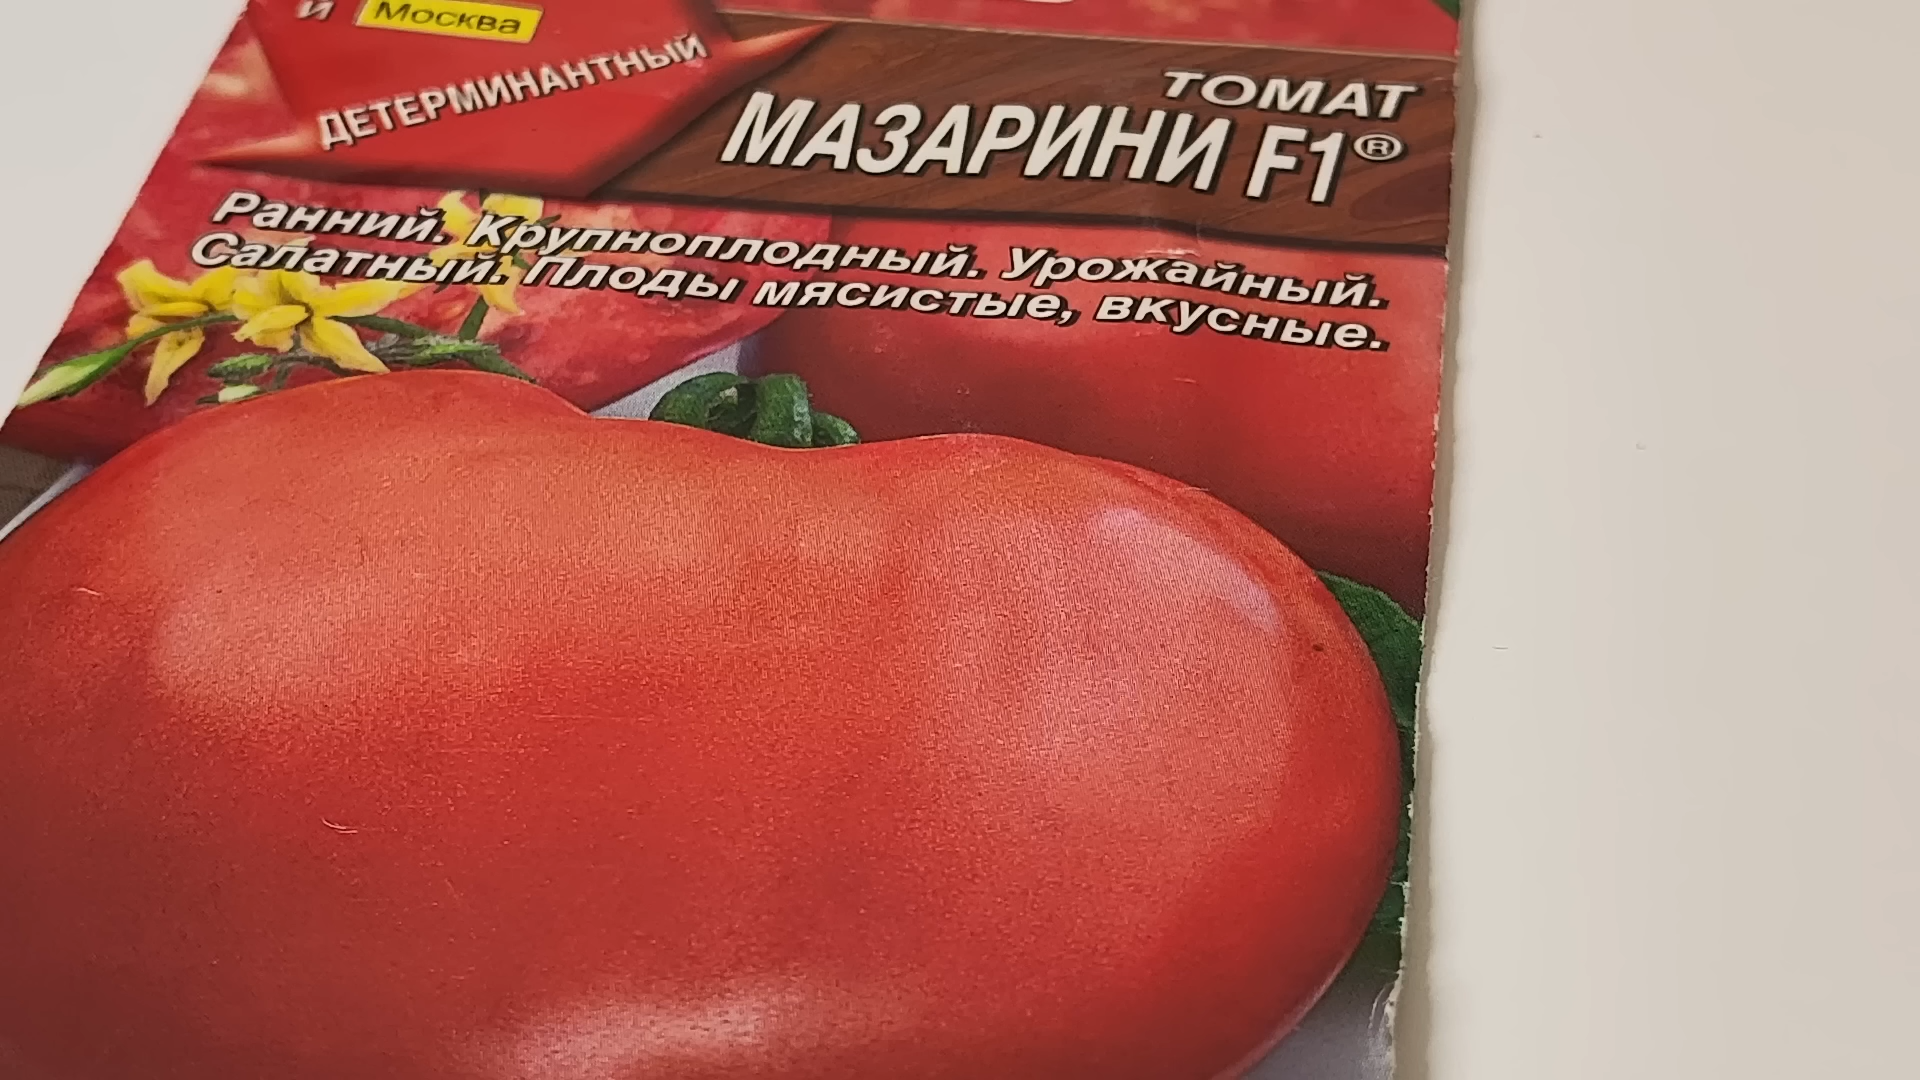 и Москва
ДЕТЕРМИНАНТНЫЙ
ТОМАТ
МАЗАРИНИ F1®
Ранний. Крупноплодный. Урожайный.
Салатный. Плоды мясистые, вкусные.